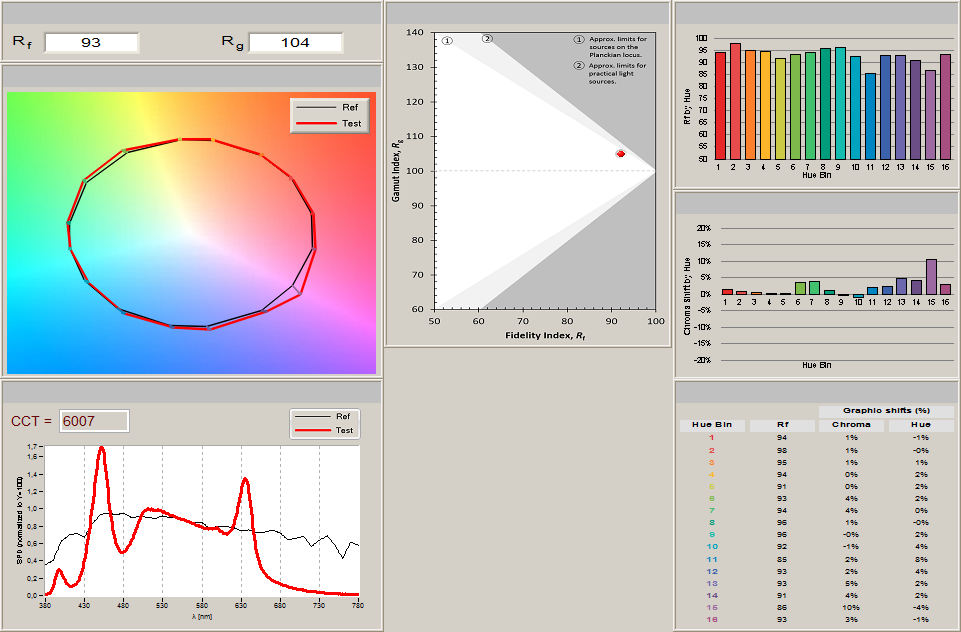 Rf 93 Rg 104
Ref
Test
CCT = 6007
Ref
Test
SPD (normalized to Y=100)
1,7
1,6
1,4
1,2
1,0
0,8
0,6
0,4
0,2
0,0
380 430 480 530 580 630 680 730 780
λ [nm]
1 2
1 Approx. limits for
sources on the
Planckian locus.
2 Approx. limits for
practical light
sources.
Gamut Index, Rg
140
130
120
110
100
90
80
70
60
50 60 70 80 90 100
Fidelity Index, Rf
Rf by Hue
100
95
90
85
80
75
70
65
60
55
50
1 2 3 4 5 6 7 8 9 10 11 12 13 14 15 16
Hue Bin
Chroma Shift by Hue
20%
15%
10%
5%
0%
-5%
-10%
-15%
-20%
1 2 3 4 5 6 7 8 9 10 11 12 13 14 15 16
Hue Bin
Graphic shifts (%)
Hue Bin Rf Chroma Hue
1 94 1% -1%
2 98 1% -0%
3 95 1% 1%
4 94 0% 2%
5 91 0% 2%
6 93 4% 2%
7 94 4% 0%
8 96 1% -0%
9 96 -0% 2%
10 92 -1% 4%
11 85 2% 8%
12 93 2% 4%
13 93 5% 2%
14 91 4% 2%
15 86 10% -4%
16 93 3% -1%